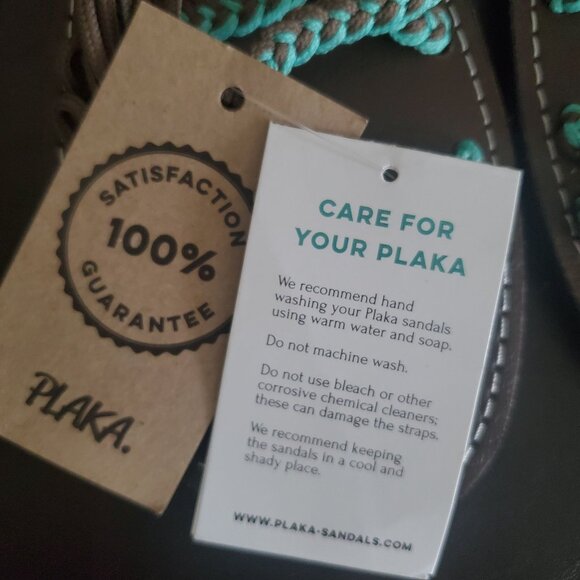 SATISFACTION
100%
GUARANTEE
PLAKA.
CARE FOR
YOUR PLAKA
We recommend hand
washing your Plaka sandals
using warm water and soap.
Do not machine wash.
Do not use bleach or other
corrosive chemical cleaners;
these can damage the straps.
We recommend keeping
the sandals in a cool and
shady place.
WWW.PLAKA-SANDALS.COM